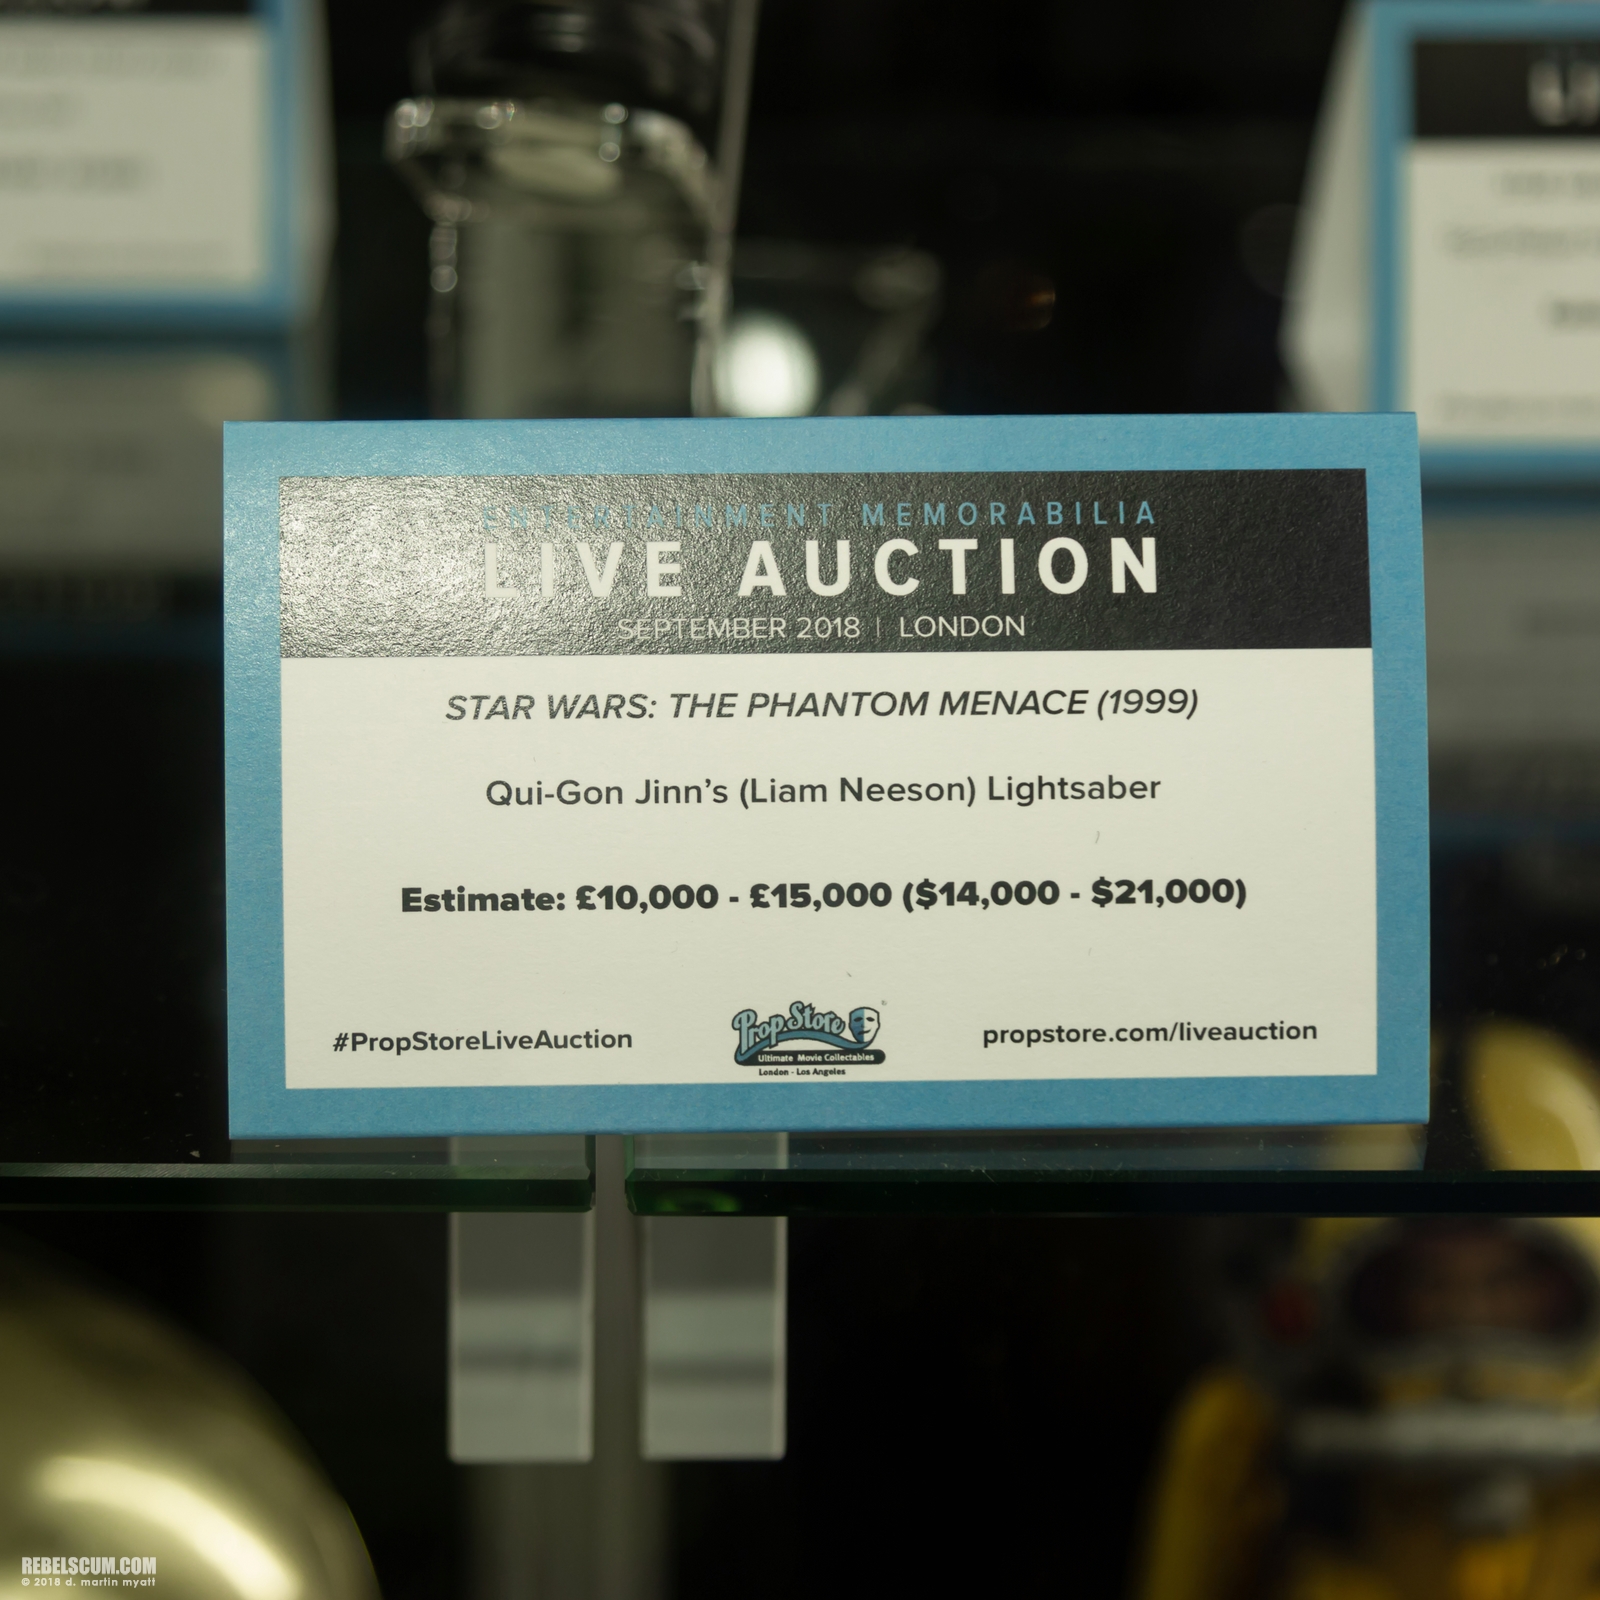 ENTERTAINMENT MEMORABILIA
LIVE AUCTION
SEPTEMBER 2018 | LONDON
STAR WARS: THE PHANTOM MENACE (1999)
Qui-Gon Jinn's (Liam Neeson) Lightsaber
Estimate: £10,000 - £15,000 ($14,000 - $21,000)
#PropStoreLiveAuction
Prop Store
®
Ultimate Movie Collectables
London - Los Angeles
propstore.com/liveauction
REBELSCUM.COM
© 2018 d. martin myatt